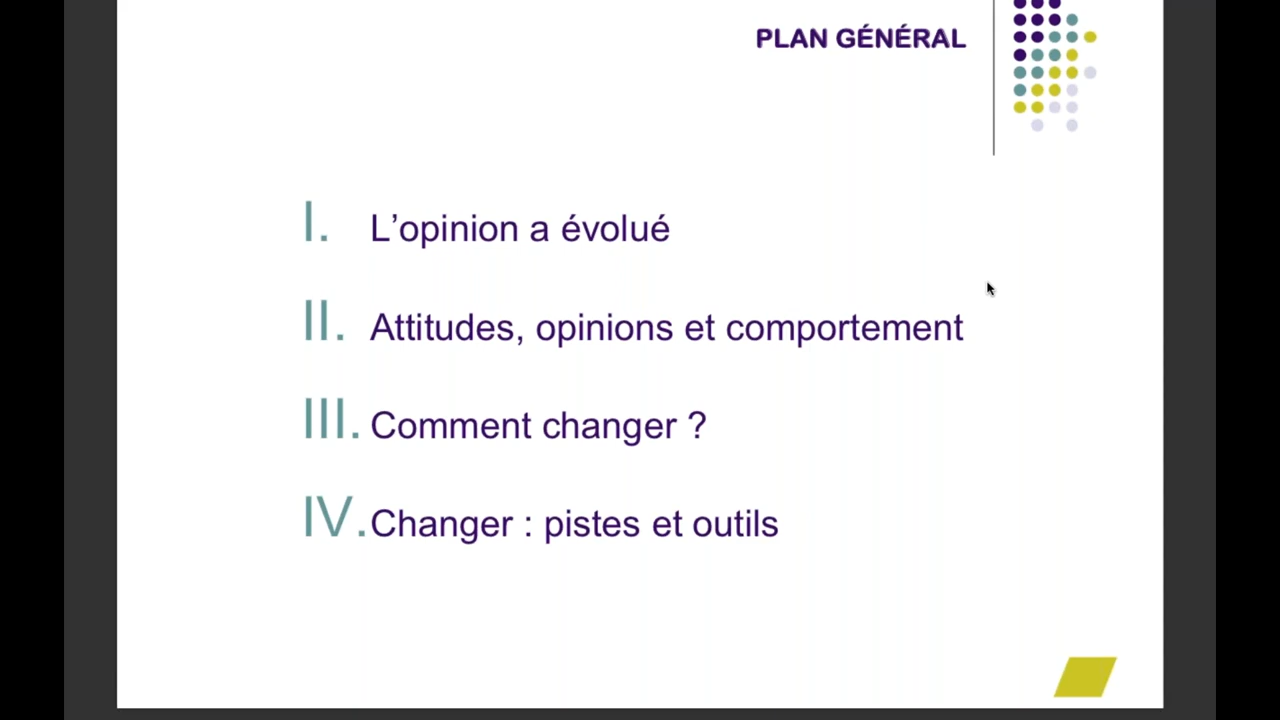 PLAN GÉNÉRAL
I. L’opinion a évolué
II. Attitudes, opinions et comportement
III. Comment changer ?
IV. Changer : pistes et outils